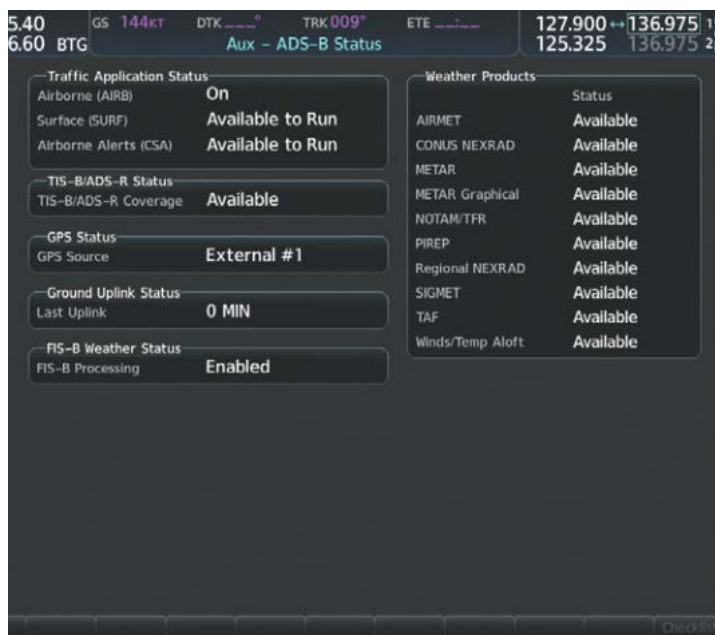 5.40 GS 144KT DTK ___° TRK 009° ETE __:__ 127.900 ↔ 136.975 1
6.60 BTG Aux – ADS–B Status 125.325 136.975 2
Traffic Application Status
Airborne (AIRB) On
Surface (SURF) Available to Run
Airborne Alerts (CSA) Available to Run
TIS–B/ADS–R Status
TIS–B/ADS–R Coverage Available
GPS Status
GPS Source External #1
Ground Uplink Status
Last Uplink 0 MIN
FIS–B Weather Status
FIS–B Processing Enabled
Weather Products
Status
AIRMET Available
CONUS NEXRAD Available
METAR Available
METAR Graphical Available
NOTAM/TFR Available
PIREP Available
Regional NEXRAD Available
SIGMET Available
TAF Available
Winds/Temp Aloft Available
Checklist